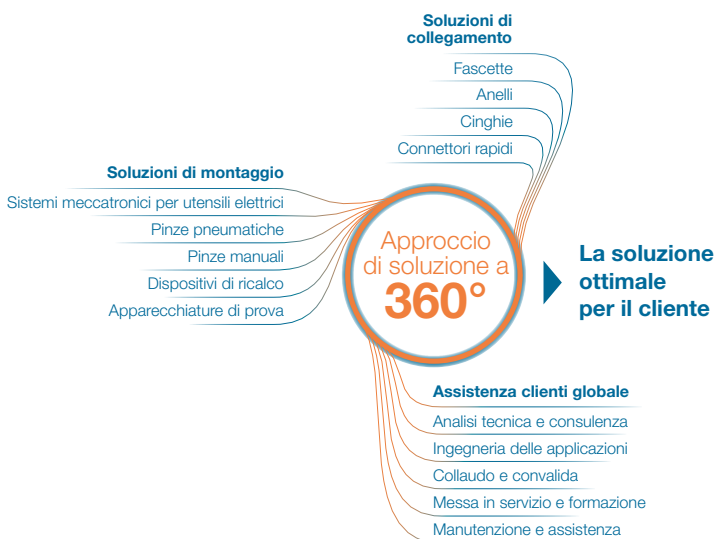 Soluzioni di
collegamento
Fascette
Anelli
Cinghie
Connettori rapidi
Soluzioni di montaggio
Sistemi meccatronici per utensili elettrici
Pinze pneumatiche
Pinze manuali
Dispositivi di ricalco
Apparecchiature di prova
Approccio
di soluzione a
360°
La soluzione
ottimale
per il cliente
Assistenza clienti globale
Analisi tecnica e consulenza
Ingegneria delle applicazioni
Collaudo e convalida
Messa in servizio e formazione
Manutenzione e assistenza